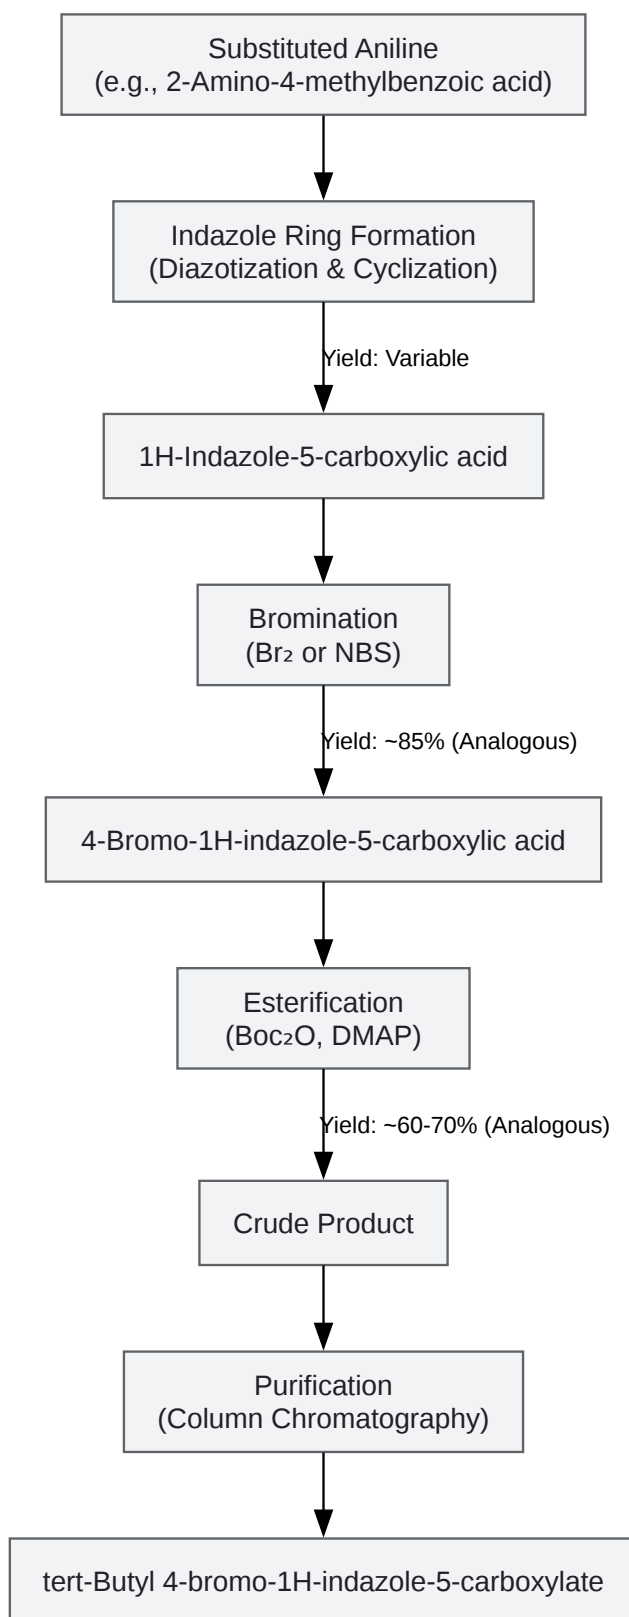 Substituted Aniline
(e.g., 2-Amino-4-methylbenzoic acid)
Indazole Ring Formation
(Diazotization & Cyclization)
Yield: Variable
1H-Indazole-5-carboxylic acid
Bromination
(Br₂ or NBS)
Yield: ~85% (Analogous)
4-Bromo-1H-indazole-5-carboxylic acid
Esterification
(Boc₂O, DMAP)
Yield: ~60-70% (Analogous)
Crude Product
Purification
(Column Chromatography)
tert-Butyl 4-bromo-1H-indazole-5-carboxylate